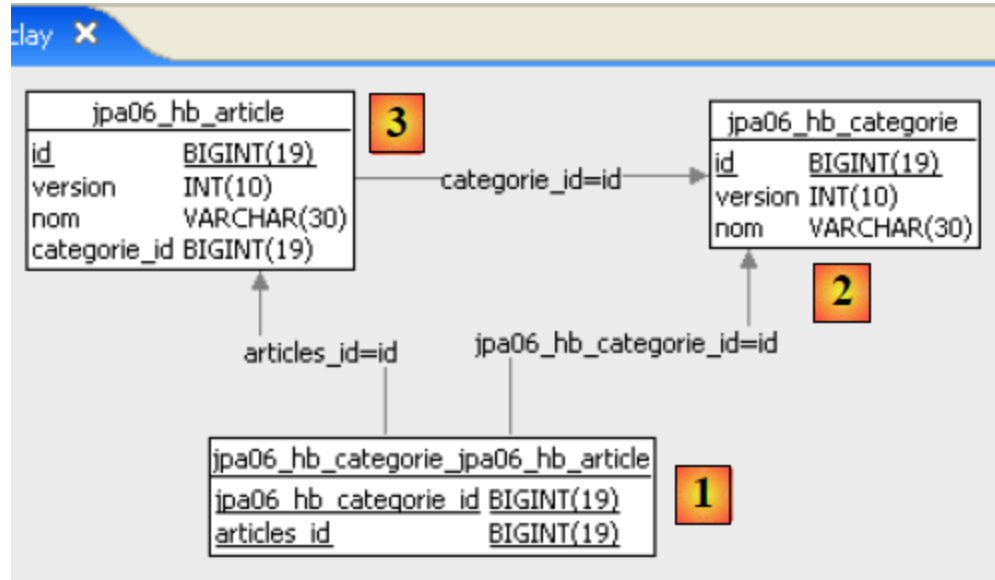 clay
jpa06_hb_article
id BIGINT(19)
version INT(10)
nom VARCHAR(30)
categorie_id BIGINT(19)
3
categorie_id=id
jpa06_hb_categorie
id BIGINT(19)
version INT(10)
nom VARCHAR(30)
2
articles_id=id
jpa06_hb_categorie_id=id
jpa06_hb_categorie_jpa06_hb_article
jpa06_hb_categorie_id BIGINT(19)
articles_id BIGINT(19)
1